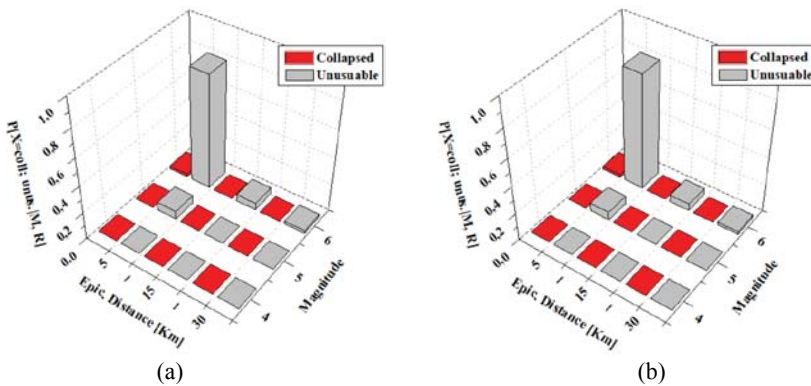 Collapsed
Unusuable
1.0
0.8
0.6
0.4
0.2
0.0
P[X=coll; unus.|M, R]
5
15
30
Epic. Distance [Km]
4
5
6
Magnitude
(a)
Collapsed
Unusuable
1.0
0.8
0.6
0.4
0.2
0.0
P[X=coll; unus.|M, R]
5
15
30
Epic. Distance [Km]
4
5
6
Magnitude
(b)